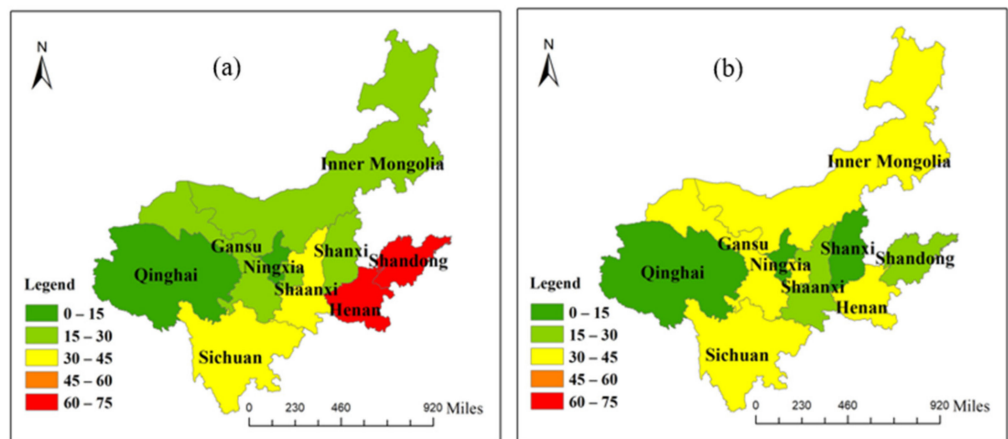 N
(a)
Inner Mongolia
Gansu
Shanxi
Shandong
Qinghai
Ningxia
Shaanxi
Henan
Sichuan
Legend
0 – 15
15 – 30
30 – 45
45 – 60
60 – 75
0 230 460 920 Miles
N
(b)
Inner Mongolia
Gansu
Shanxi
Shandong
Qinghai
Ningxia
Shaanxi
Henan
Sichuan
Legend
0 – 15
15 – 30
30 – 45
45 – 60
60 – 75
0 230 460 920 Miles